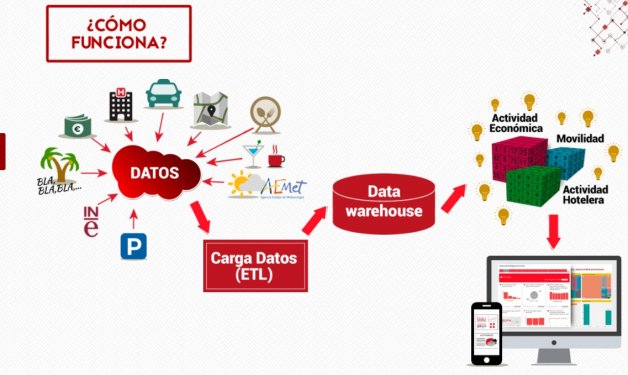 ¿CÓMO
FUNCIONA?
H
€
DATOS
BLA,
BLA,BLA,...
AEMet
Agencia Estatal de Meteorología
IN
e
P
Carga Datos
(ETL)
Data
warehouse
Actividad
Económica
Movilidad
Actividad
Hotelera